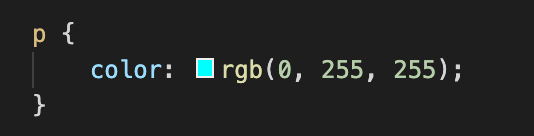 p {
    color: rgb(0, 255, 255);
}